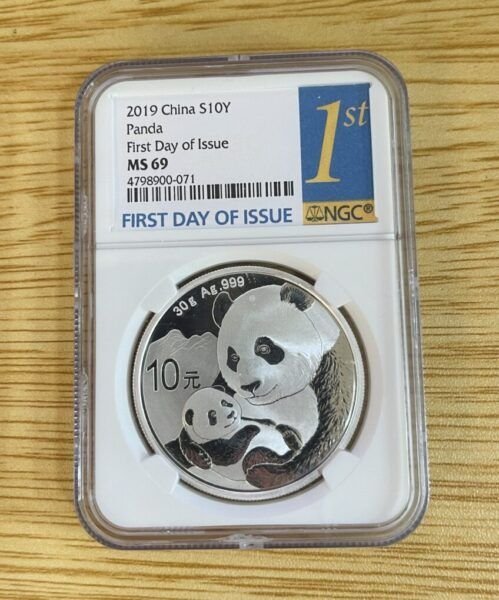 2019 China S10Y
Panda
First Day of Issue
MS 69
4798900-071
FIRST DAY OF ISSUE
1st
NGC®
30g Ag.999
10元